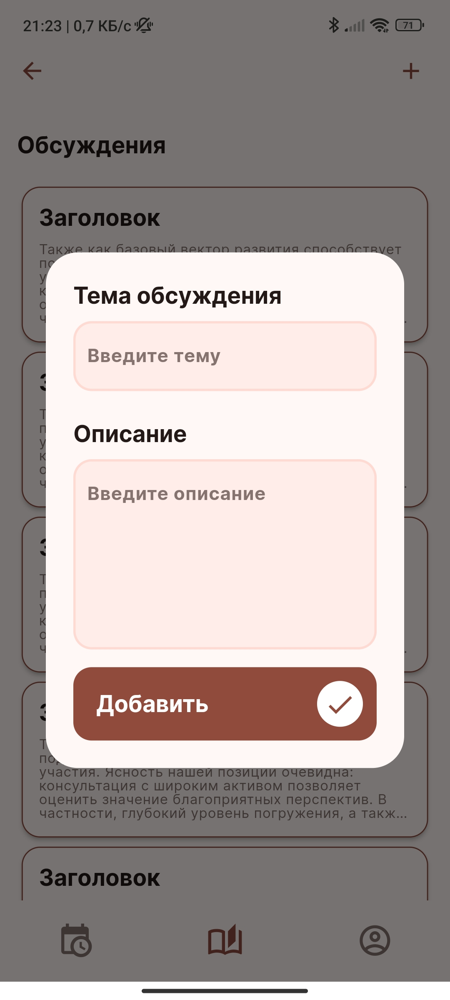 21:23 | 0,7 КБ/с
71
Обсуждения
Заголовок
Также как базовый вектор развития способствует
Тема обсуждения
Введите тему
Описание
Введите описание
Добавить
участия. Ясность нашей позиции очевидна:
консультация с широким активом позволяет
оценить значение благоприятных перспектив. В
частности, глубокий уровень погружения, а такж...
Заголовок